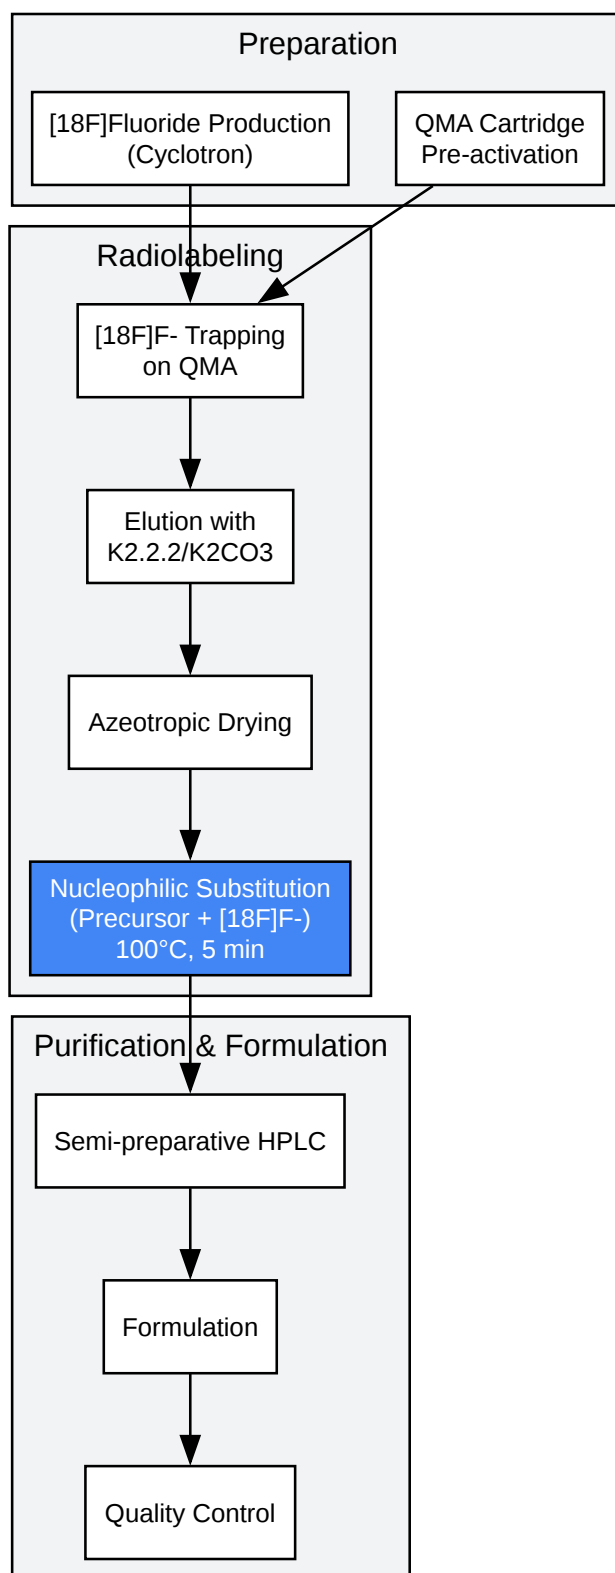 Preparation
[18F]Fluoride Production
(Cyclotron)
QMA Cartridge
Pre-activation
Radiolabeling
[18F]F- Trapping
on QMA
Elution with
K2.2.2/K2CO3
Azeotropic Drying
Nucleophilic Substitution
(Precursor + [18F]F-)
100°C, 5 min
Purification & Formulation
Semi-preparative HPLC
Formulation
Quality Control